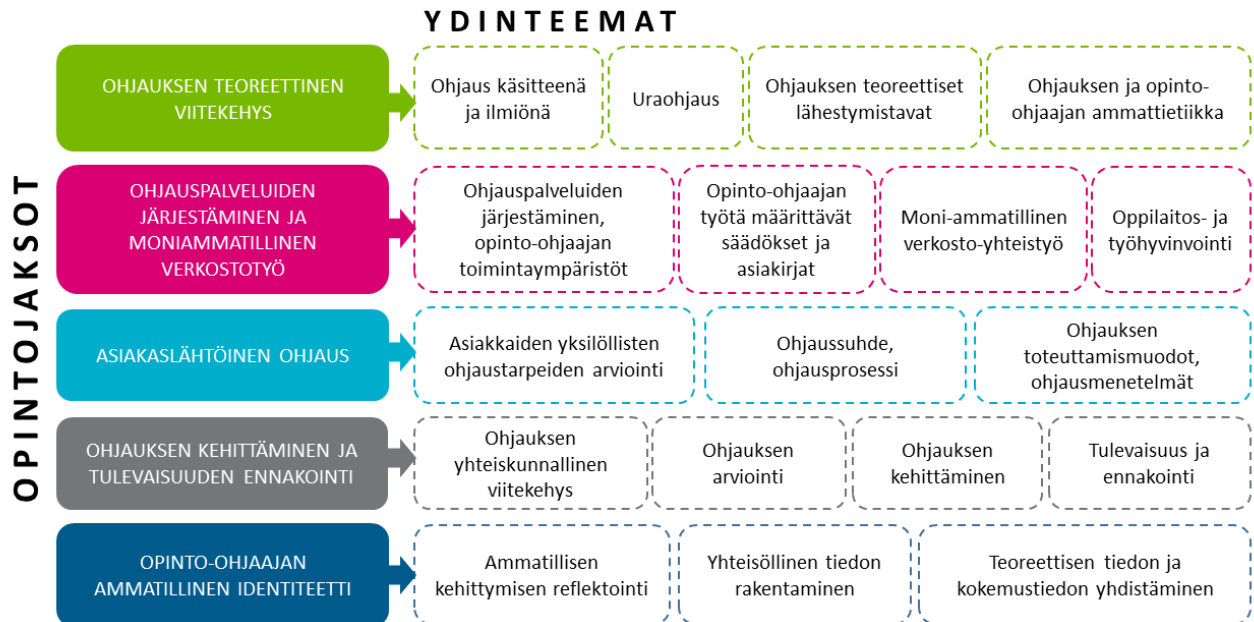 YDINTEEMAT
OPINTOJAKSOT
OHJAUKSEN TEOREETTINEN
VIITEKEHYS
Ohjaus käsitteenä
ja ilmiönä
Uraohjaus
Ohjauksen teoreettiset
lähestymistavat
Ohjauksen ja opinto-
ohjaajan ammattietiikka
OHJAUSPALVELUIDEN
JÄRJESTÄMINEN JA
MONIAMMATILLINEN
VERKOSTOTYÖ
Ohjauspalveluiden
järjestäminen,
opinto-ohjaajan
toimintaympäristöt
Opinto-ohjaajan
työtä määrittävät
säädökset ja
asiakirjat
Moni-ammatillinen
verkosto-yhteistyö
Oppilaitos- ja
työhyvinvointi
ASIAKASLÄHTÖINEN OHJAUS
Asiakkaiden yksilöllisten
ohjaustarpeiden arviointi
Ohjaussuhde,
ohjausprosessi
Ohjauksen
toteuttamismuodot,
ohjausmenetelmät
OHJAUKSEN KEHITTÄMINEN JA
TULEVAISUUDEN ENNAKOINTI
Ohjauksen
yhteiskunnallinen
viitekehys
Ohjauksen
arviointi
Ohjauksen
kehittäminen
Tulevaisuus ja
ennakointi
OPINTO-OHJAAJAN
AMMATILLINEN IDENTITEETTI
Ammatillisen
kehittymisen reflektointi
Yhteisöllinen tiedon
rakentaminen
Teoreettisen tiedon ja
kokemustiedon yhdistäminen